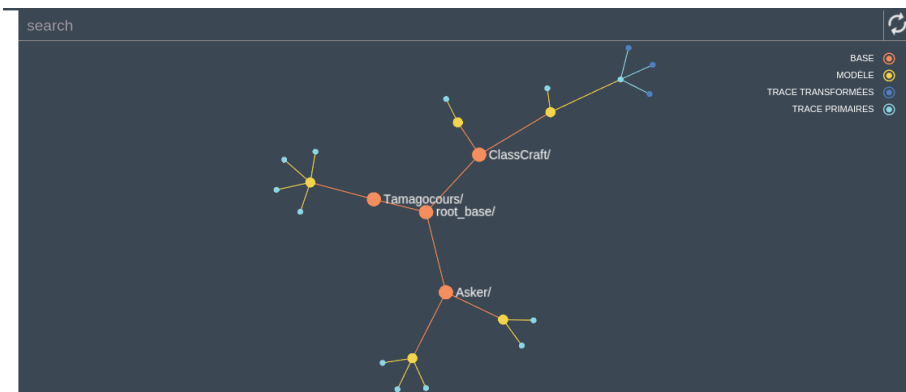 search
BASE
MODÈLE
TRACE TRANSFORMÉES
TRACE PRIMAIRES
ClassCraft/
Tamagocours/
root_base/
Asker/